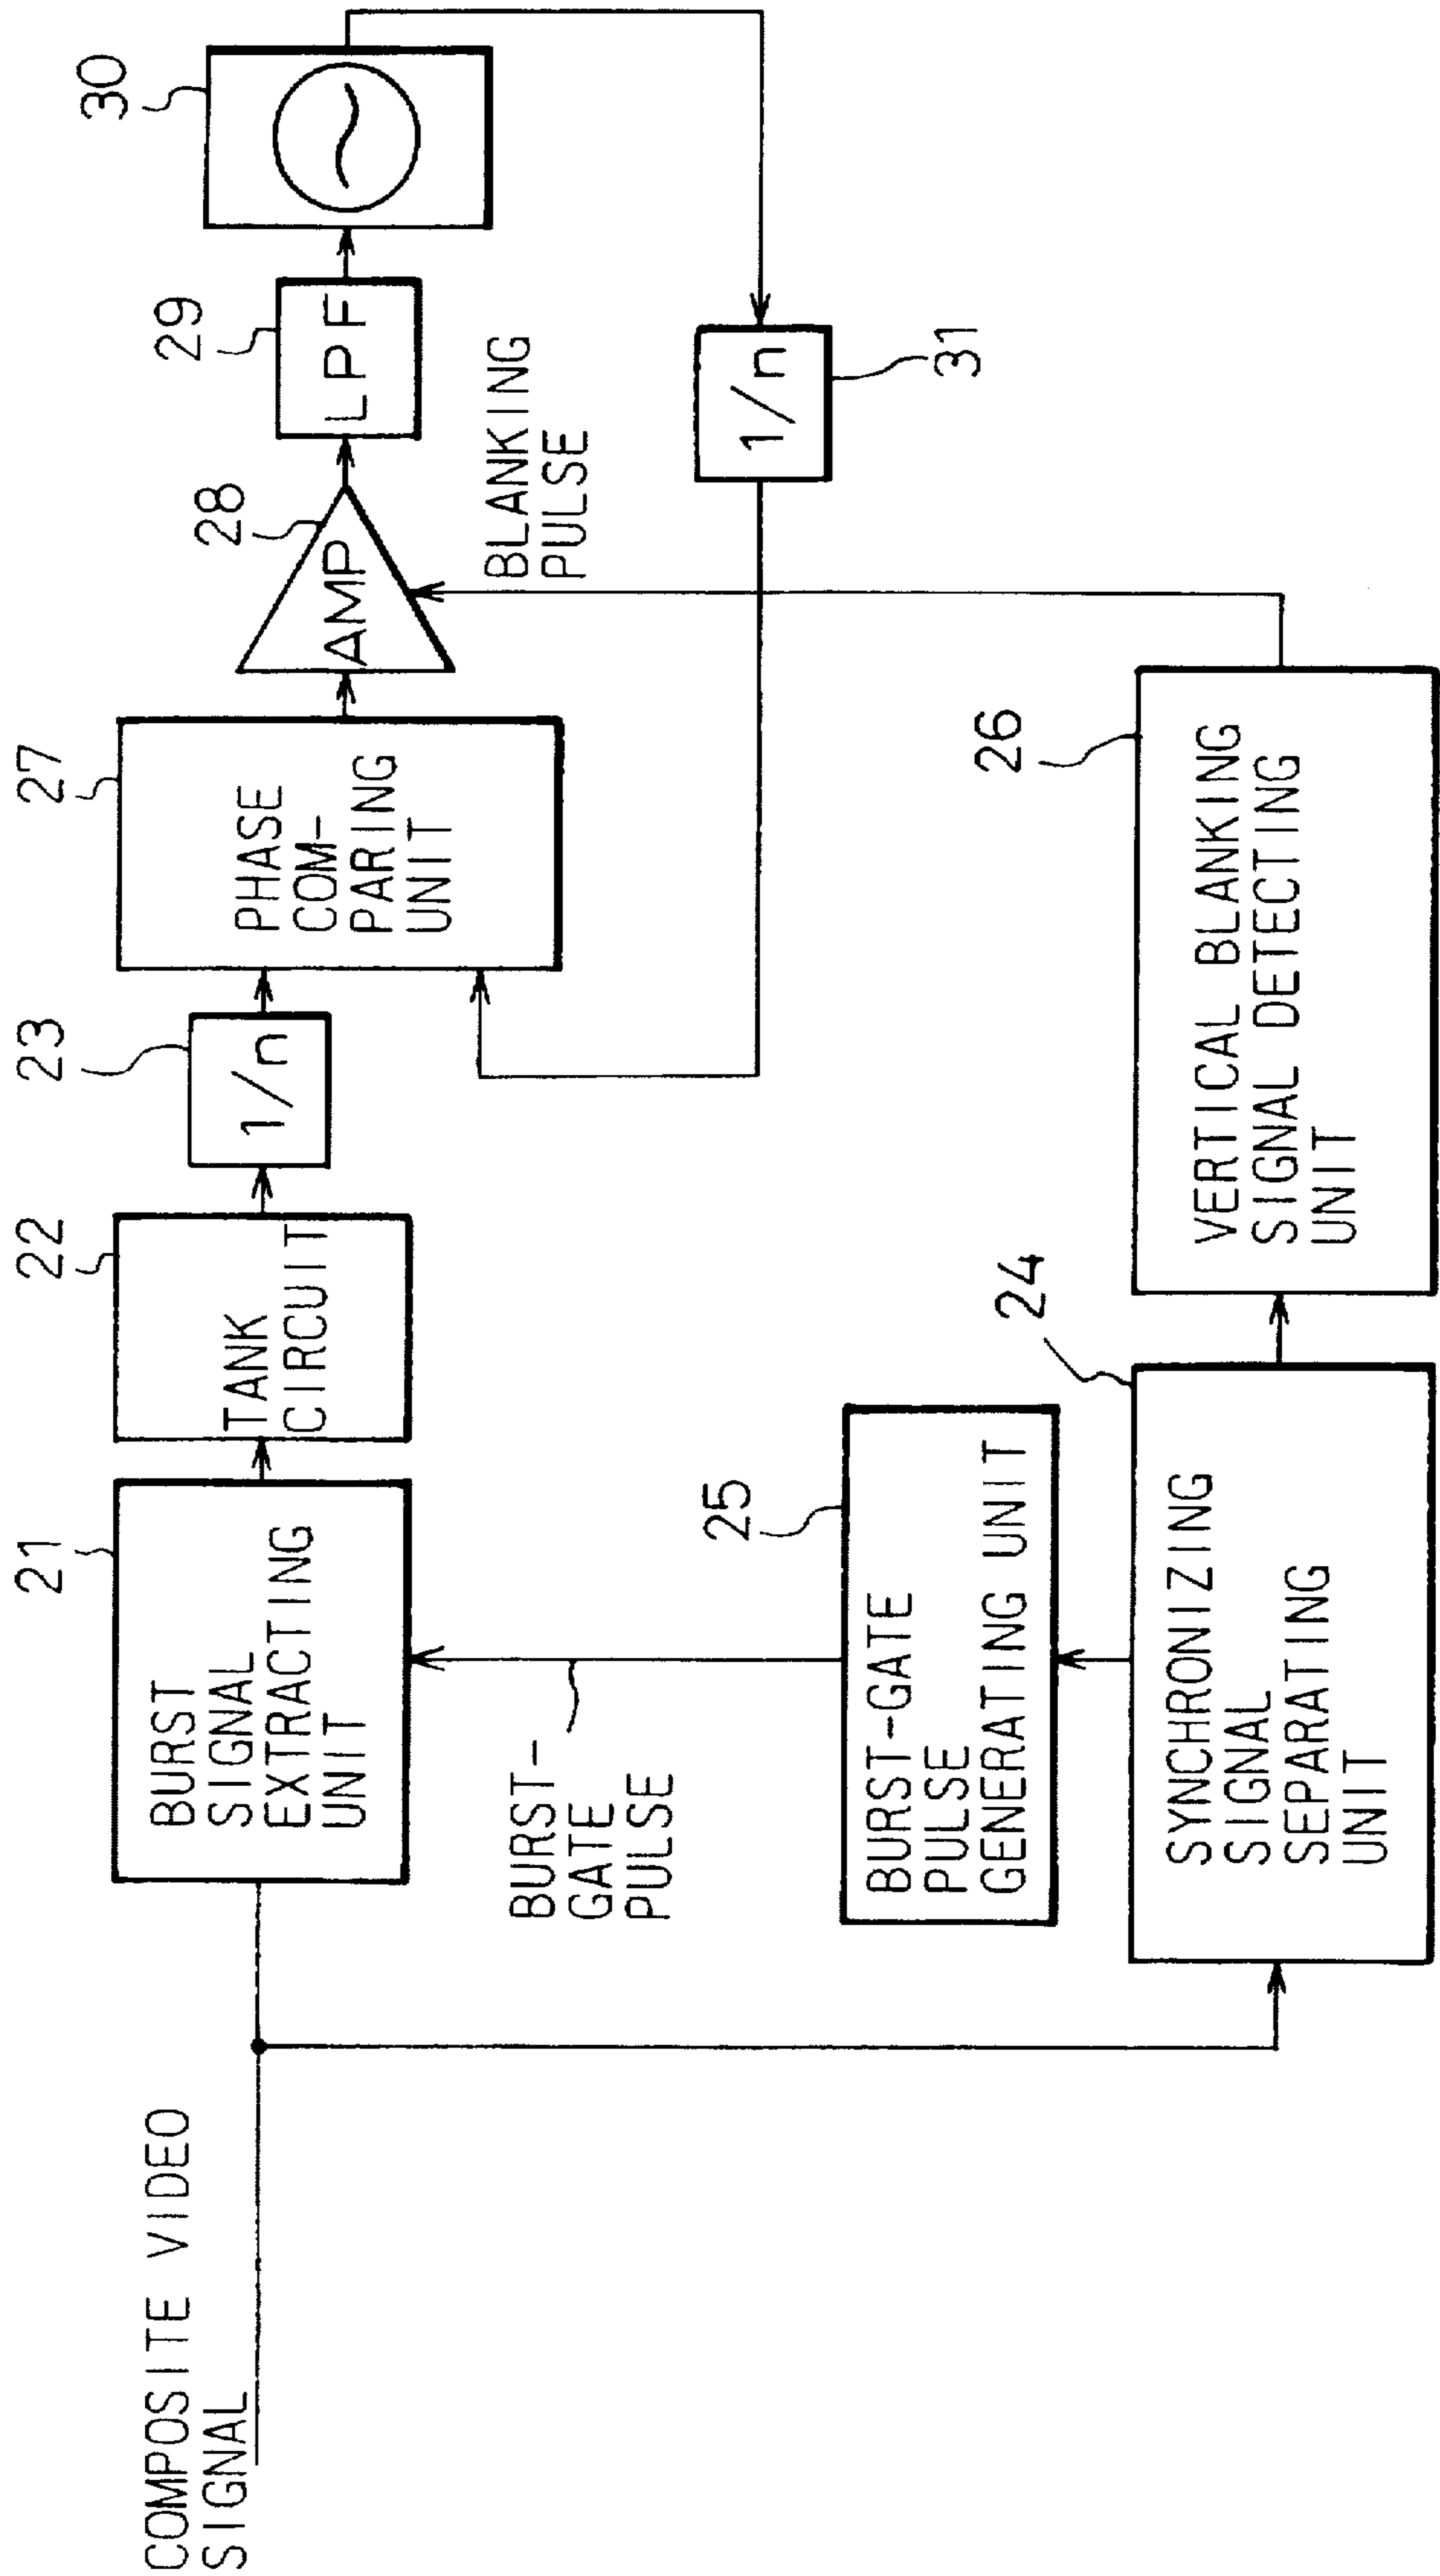 COMPOSITE VIDEO
SIGNAL
21
BURST
SIGNAL
EXTRACTING
UNIT
22
TANK
CIRCUIT
23
1/n
27
PHASE
COM-
PARING
UNIT
28
AMP
29
LPF
30
BLANKING
PULSE
1/n
31
BURST-
GATE
PULSE
25
BURST-GATE
PULSE
GENERATING UNIT
24
SYNCHRONIZING
SIGNAL
SEPARATING
UNIT
26
VERTICAL BLANKING
SIGNAL DETECTING
UNIT